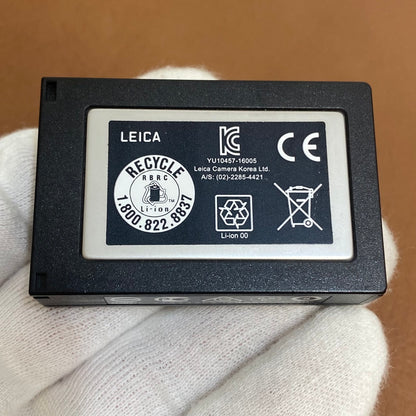 LEICA
YU10457-16005
Leica Camera Korea Ltd.
A/S: (02)-2285-4421
CE
RECYCLE
RBRC
Li-ion
TM
1.800.822.8837
Li-ion 00